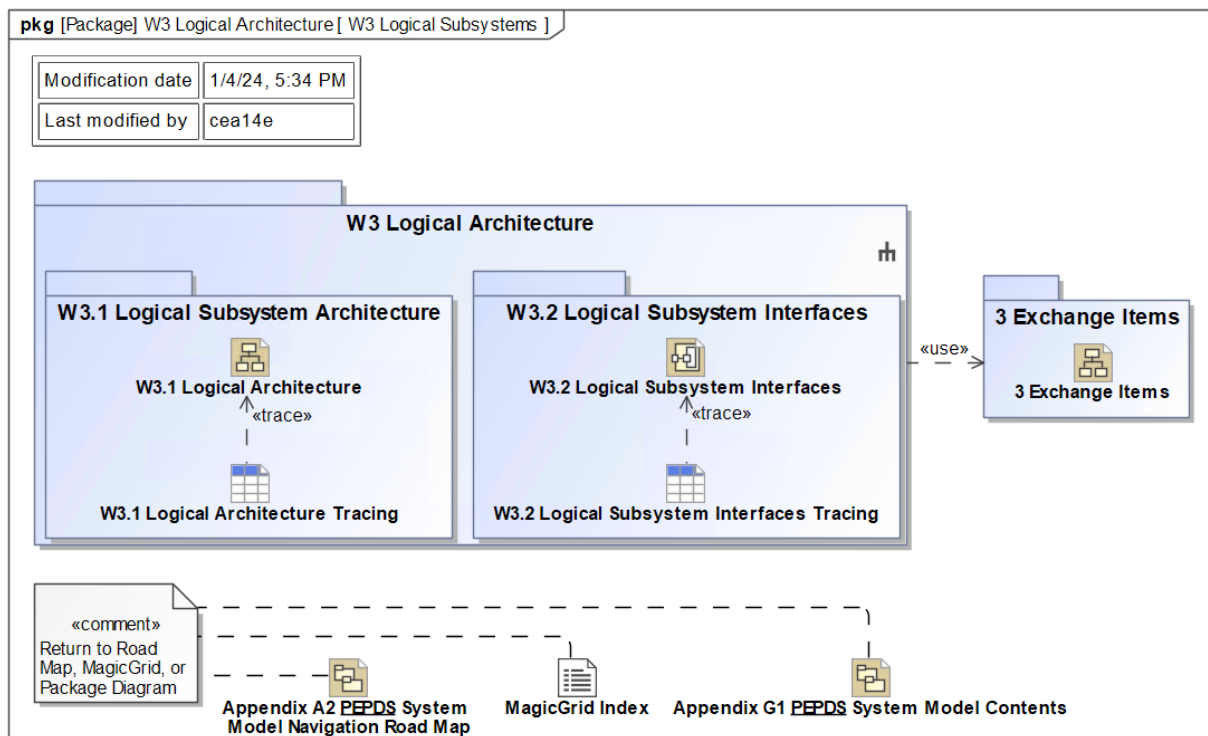 pkg [Package] W3 Logical Architecture [ W3 Logical Subsystems ]
Modification date 1/4/24, 5:34 PM
Last modified by cea14e
W3 Logical Architecture
W3.1 Logical Subsystem Architecture
W3.1 Logical Architecture
«trace»
W3.1 Logical Architecture Tracing
W3.2 Logical Subsystem Interfaces
W3.2 Logical Subsystem Interfaces
«trace»
W3.2 Logical Subsystem Interfaces Tracing
«use»
3 Exchange Items
3 Exchange Items
«comment»
Return to Road
Map, MagicGrid, or
Package Diagram
Appendix A2 PEPDS System
Model Navigation Road Map
MagicGrid Index
Appendix G1 PEPDS System Model Contents